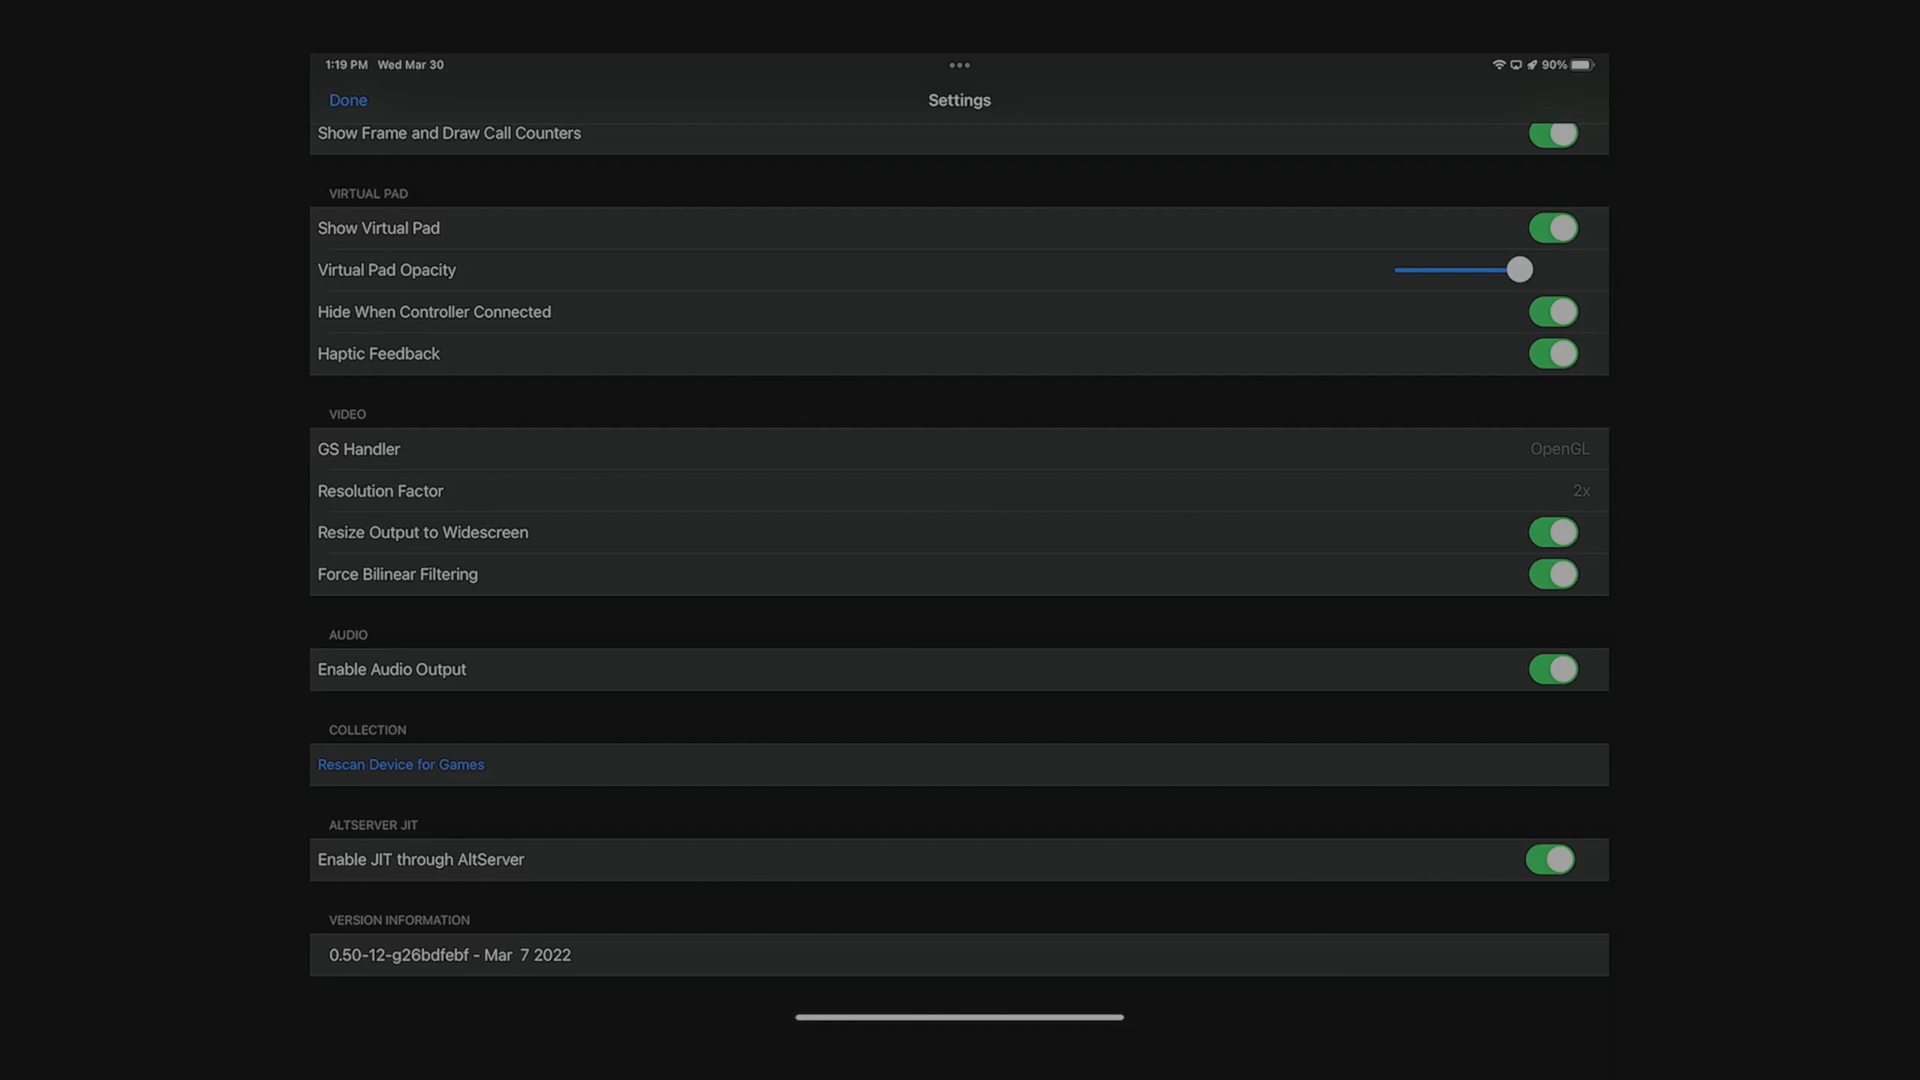 1:19 PM Wed Mar 30
90%
Done
Settings
Show Frame and Draw Call Counters
VIRTUAL PAD
Show Virtual Pad
Virtual Pad Opacity
Hide When Controller Connected
Haptic Feedback
VIDEO
GS Handler OpenGL
Resolution Factor 2x
Resize Output to Widescreen
Force Bilinear Filtering
AUDIO
Enable Audio Output
COLLECTION
Rescan Device for Games
ALTSERVER JIT
Enable JIT through AltServer
VERSION INFORMATION
0.50-12-g26bdfebf - Mar 7 2022